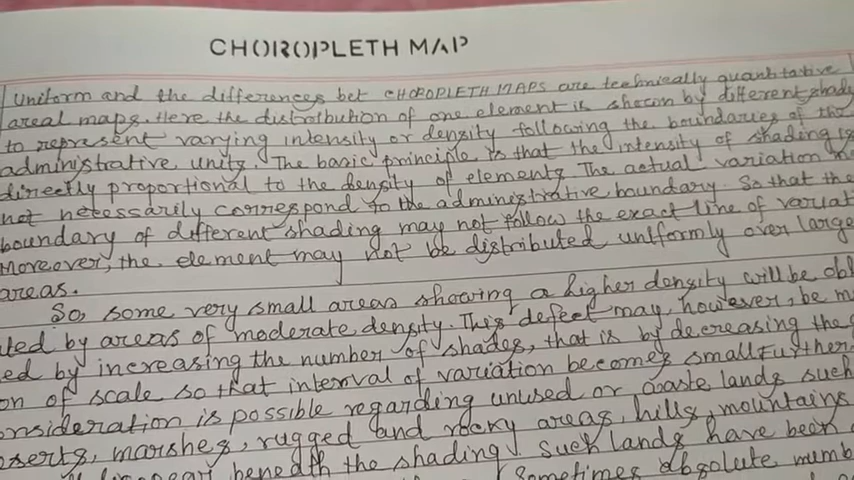 CHOROPLETH MAP
Uniform and the differences bet CHOROPLETH MAPS are technically quantitative
areal maps. Here the distribution of one element is shown by different shady
to represent varying intensity or density following the boundaries of the
administrative units. The basic principle is that the intensity of shading is
directly proportional to the density of elements. The actual variation
not necessarily correspond to the administrative boundary. So that the
boundary of different shading may not follow the exact line of variat
Moreover, the element may not be distributed uniformly over large
areas.
So, some very small areas showing a higher density will be obl
ted by areas of moderate density. This defect may, however, be m
ed by increasing the number of shades, that is by decreasing the
on of scale so that interval of variation becomes small Further,
onsideration is possible regarding unused or waste lands such
serts, marshes, rugged and rocky areas, hills, mountains
beneath the shading. Such lands have been
Sometimes absolute numb